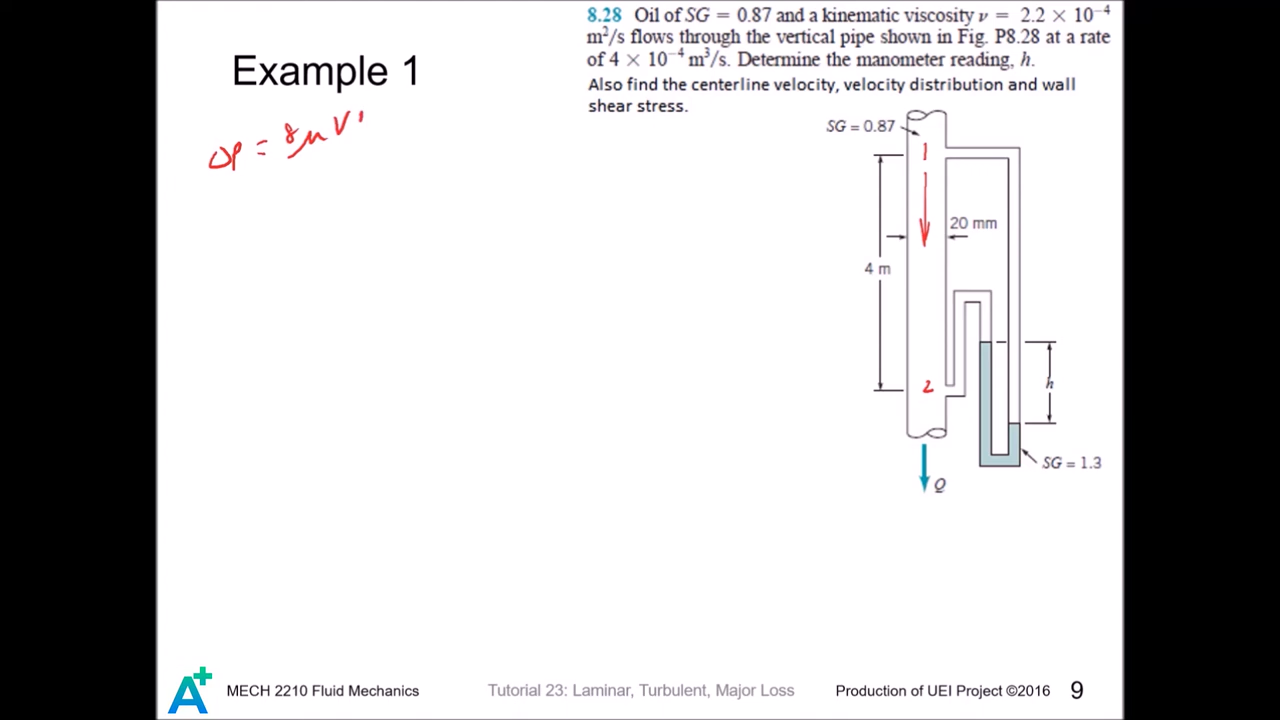 8.28 Oil of SG = 0.87 and a kinematic viscosity ν = 2.2 × 10⁻⁴
m²/s flows through the vertical pipe shown in Fig. P8.28 at a rate
of 4 × 10⁻⁴ m³/s. Determine the manometer reading, h.
Also find the centerline velocity, velocity distribution and wall
shear stress.
Example 1
ΔP = 8μV
SG = 0.87
1
20 mm
4 m
2
h
SG = 1.3
Q
A+
MECH 2210 Fluid Mechanics
Tutorial 23: Laminar, Turbulent, Major Loss
Production of UEI Project ©2016
9